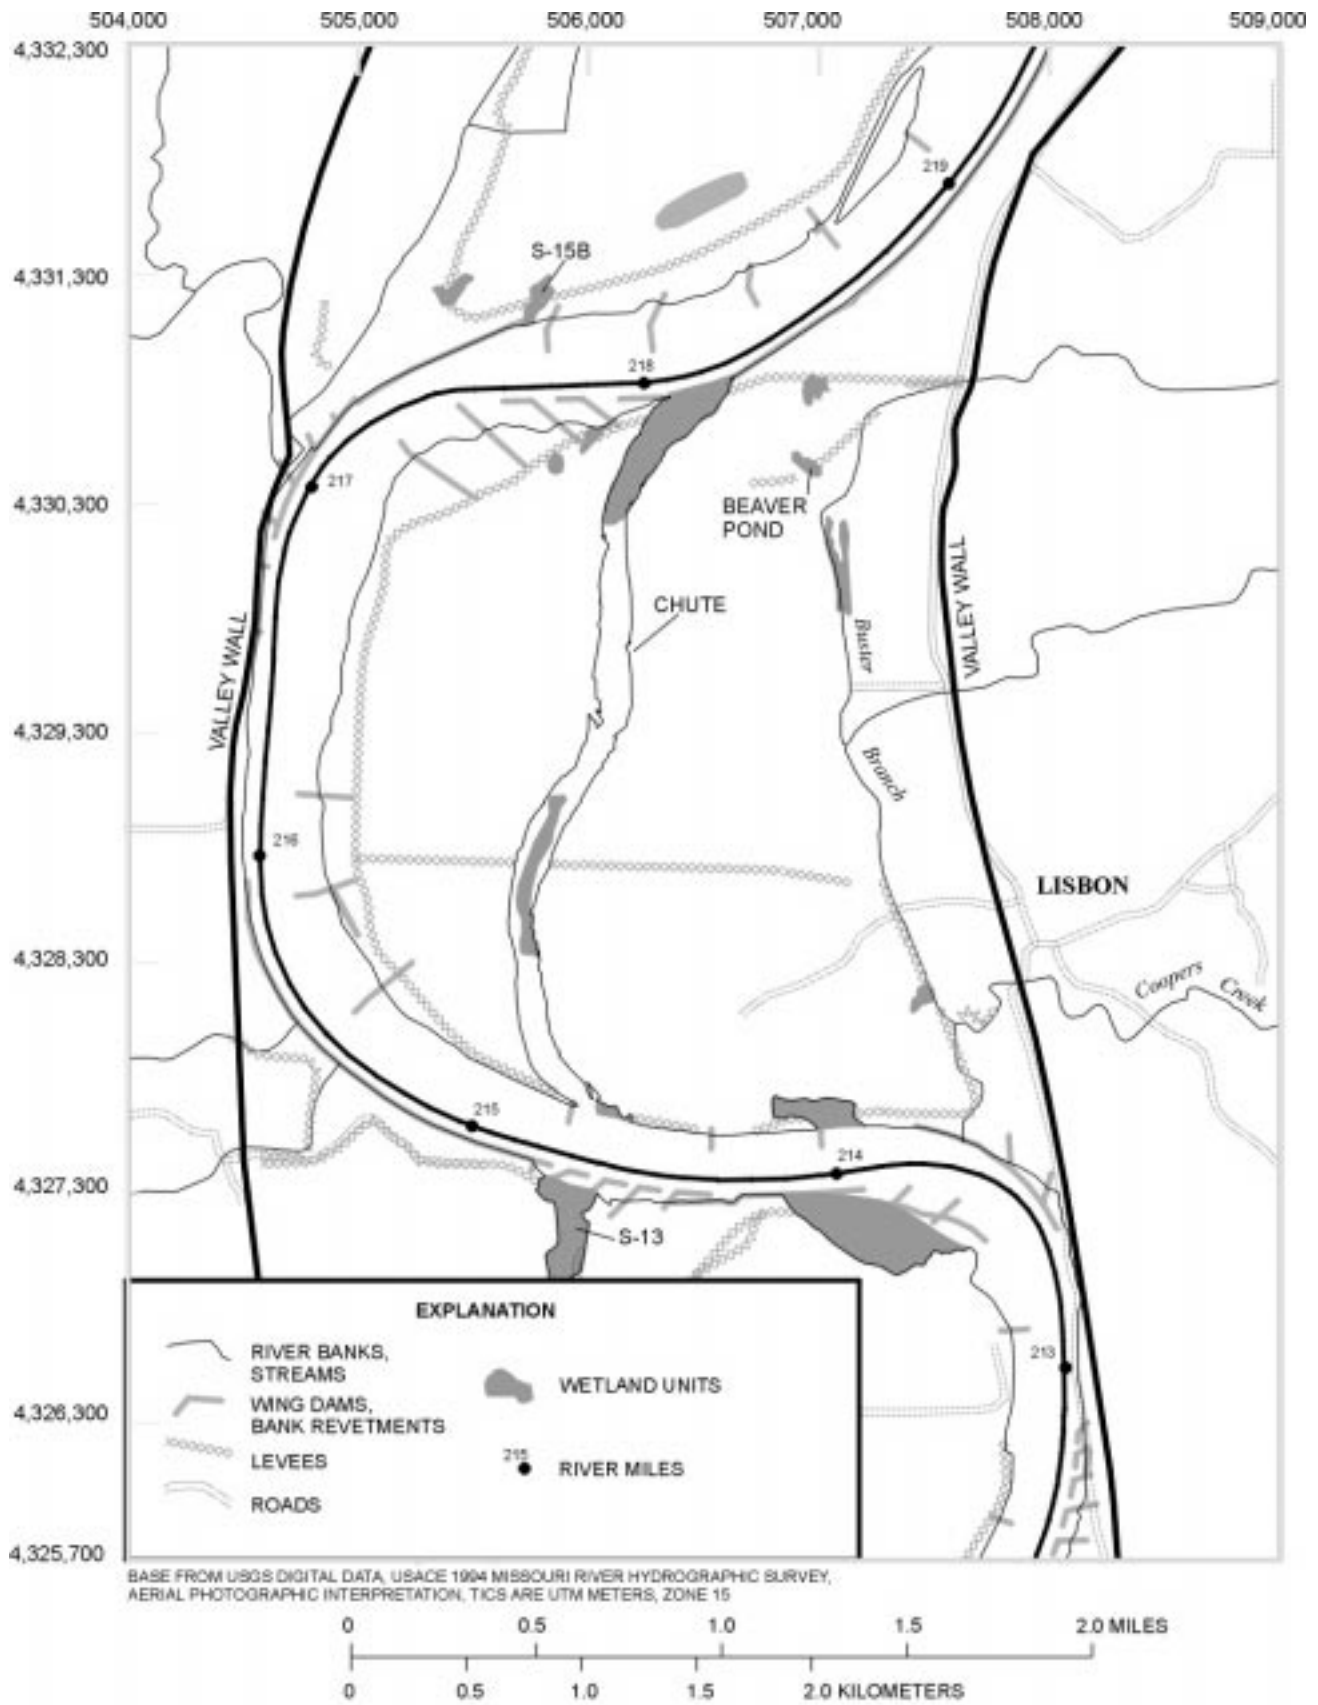 504,000 505,000 506,000 507,000 508,000 509,000
4,332,300
219
S-15B
4,331,300
218
217
4,330,300
BEAVER
POND
VALLEY WALL
CHUTE
VALLEY WALL
Buster
4,329,300
Branch
216
LISBON
4,328,300
Coopers
Creek
215
214
4,327,300
S-13
EXPLANATION
RIVER BANKS,
STREAMS
WING DAMS,
BANK REVETMENTS
LEVEES
ROADS
WETLAND UNITS
215
RIVER MILES
213
4,326,300
4,325,700
BASE FROM USGS DIGITAL DATA, USACE 1994 MISSOURI RIVER HYDROGRAPHIC SURVEY,
AERIAL PHOTOGRAPHIC INTERPRETATION, TICS ARE UTM METERS, ZONE 15
0 0.5 1.0 1.5 2.0 MILES
0 0.5 1.0 1.5 2.0 KILOMETERS